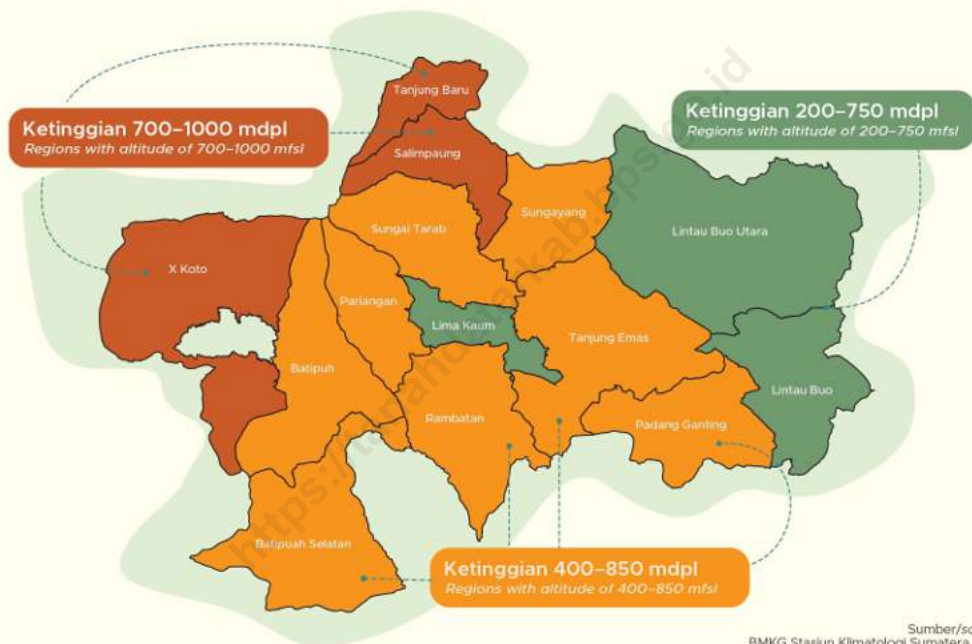 Tanjung Baru
Ketinggian 700–1000 mdpl
Regions with altitude of 700–1000 mfsl
Ketinggian 200–750 mdpl
Regions with altitude of 200–750 mfsl
Salimpaung
Sungayang
Sungai Tarab
Lintau Buo Utara
X Koto
Pariangan
Lima Kaum
Tanjung Emas
Batipuh
Rambatan
Lintau Buo
Padang Ganting
Batipuah Selatan
Ketinggian 400–850 mdpl
Regions with altitude of 400–850 mfsl
Sumber/so
BMKG Stasiun Klimatologi Sumatera